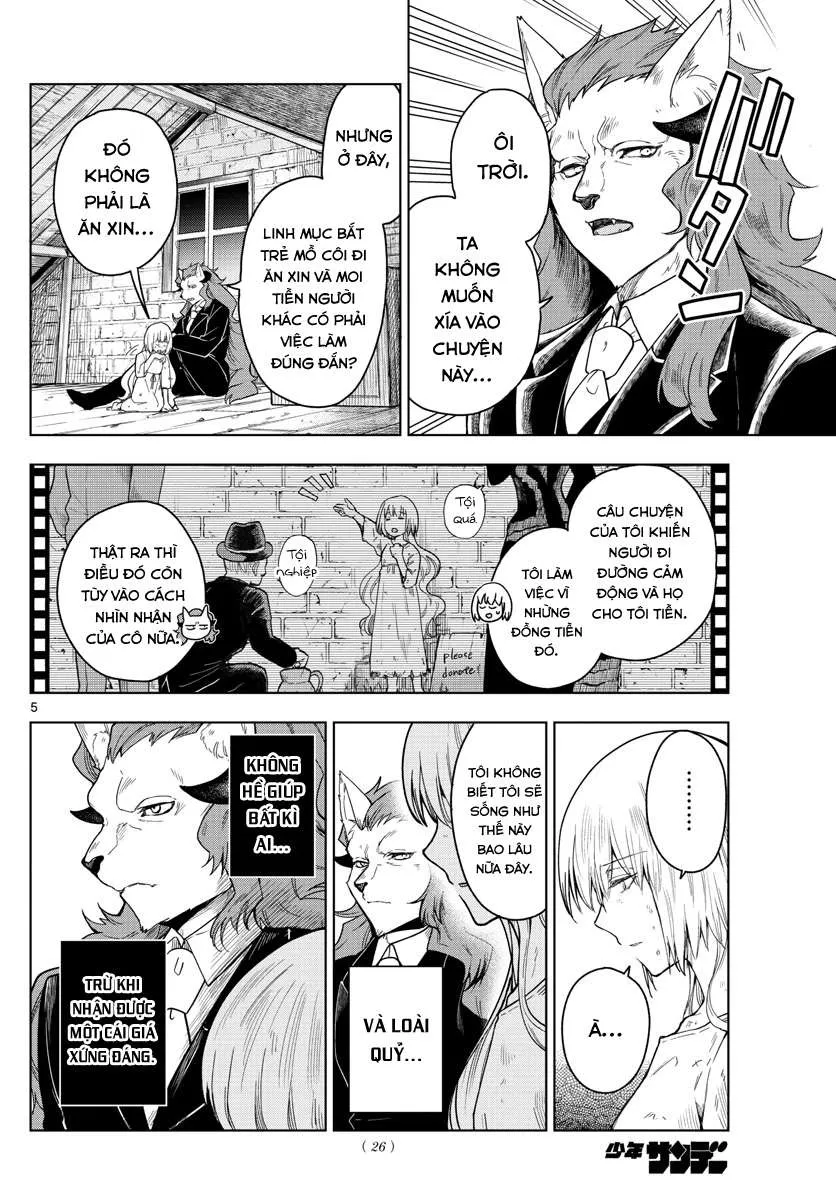 ÔI
TRỜI.
TA
KHÔNG
MUỐN
XÍA VÀO
CHUYỆN
NÀY...
NHƯNG
Ở ĐÂY,
LINH MỤC BẮT
TRẺ MỒ CÔI ĐI
ĂN XIN VÀ MOI
TIỀN NGƯỜI
KHÁC CÓ PHẢI
VIỆC LÀM
ĐÚNG ĐẮN?
ĐÓ
KHÔNG
PHẢI LÀ
ĂN XIN...
CÂU CHUYỆN
CỦA TÔI KHIẾN
NGƯỜI ĐI
ĐƯỜNG CẢM
ĐỘNG VÀ HỌ
CHO TÔI TIỀN.
TÔI LÀM
VIỆC VÌ
NHỮNG
ĐỒNG TIỀN
ĐÓ.
Tội
quá
Tội
nghiệp
please
donate!
THẬT RA THÌ
ĐIỀU ĐÓ CÒN
TÙY VÀO CÁCH
NHÌN NHẬN
CỦA CÔ NỮA.
5
.........
À...
TÔI KHÔNG
BIẾT TÔI SẼ
SỐNG NHƯ
THẾ NÀY
BAO LÂU
NỮA ĐÂY.
VÀ LOÀI
QUỶ...
KHÔNG
HỀ GIÚP
BẤT KÌ
AI...
TRỪ KHI
NHẬN ĐƯỢC
MỘT CÁI GIÁ
XỨNG ĐÁNG.
( 26 )
少年サンデー